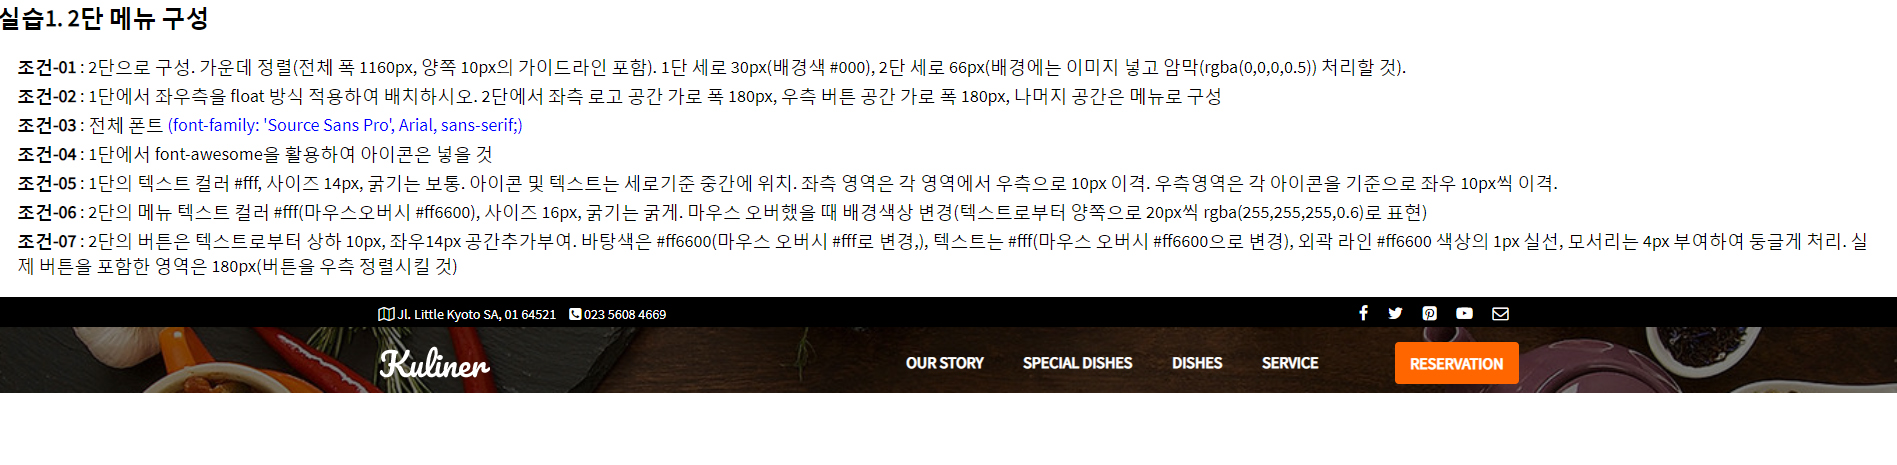 실습1. 2단 메뉴 구성
조건-01 : 2단으로 구성. 가운데 정렬(전체 폭 1160px, 양쪽 10px의 가이드라인 포함). 1단 세로 30px(배경색 #000), 2단 세로 66px(배경에는 이미지 넣고 암막(rgba(0,0,0,0.5)) 처리할 것).
조건-02 : 1단에서 좌우측을 float 방식 적용하여 배치하시오. 2단에서 좌측 로고 공간 가로 폭 180px, 우측 버튼 공간 가로 폭 180px, 나머지 공간은 메뉴로 구성
조건-03 : 전체 폰트 (font-family: 'Source Sans Pro', Arial, sans-serif;)
조건-04 : 1단에서 font-awesome을 활용하여 아이콘은 넣을 것
조건-05 : 1단의 텍스트 컬러 #fff, 사이즈 14px, 굵기는 보통. 아이콘 및 텍스트는 세로기준 중간에 위치. 좌측 영역은 각 영역에서 우측으로 10px 이격. 우측영역은 각 아이콘을 기준으로 좌우 10px씩 이격.
조건-06 : 2단의 메뉴 텍스트 컬러 #fff(마우스오버시 #ff6600), 사이즈 16px, 굵기는 굵게. 마우스 오버했을 때 배경색상 변경(텍스트로부터 양쪽으로 20px씩 rgba(255,255,255,0.6)로 표현)
조건-07 : 2단의 버튼은 텍스트로부터 상하 10px, 좌우14px 공간추가부여. 바탕색은 #ff6600(마우스 오버시 #fff로 변경,), 텍스트는 #fff(마우스 오버시 #ff6600으로 변경), 외곽 라인 #ff6600 색상의 1px 실선, 모서리는 4px 부여하여 둥글게 처리. 실
제 버튼을 포함한 영역은 180px(버튼을 우측 정렬시킬 것)
Jl. Little Kyoto SA, 01 64521 023 5608 4669
Kuliner OUR STORY SPECIAL DISHES DISHES SERVICE RESERVATION